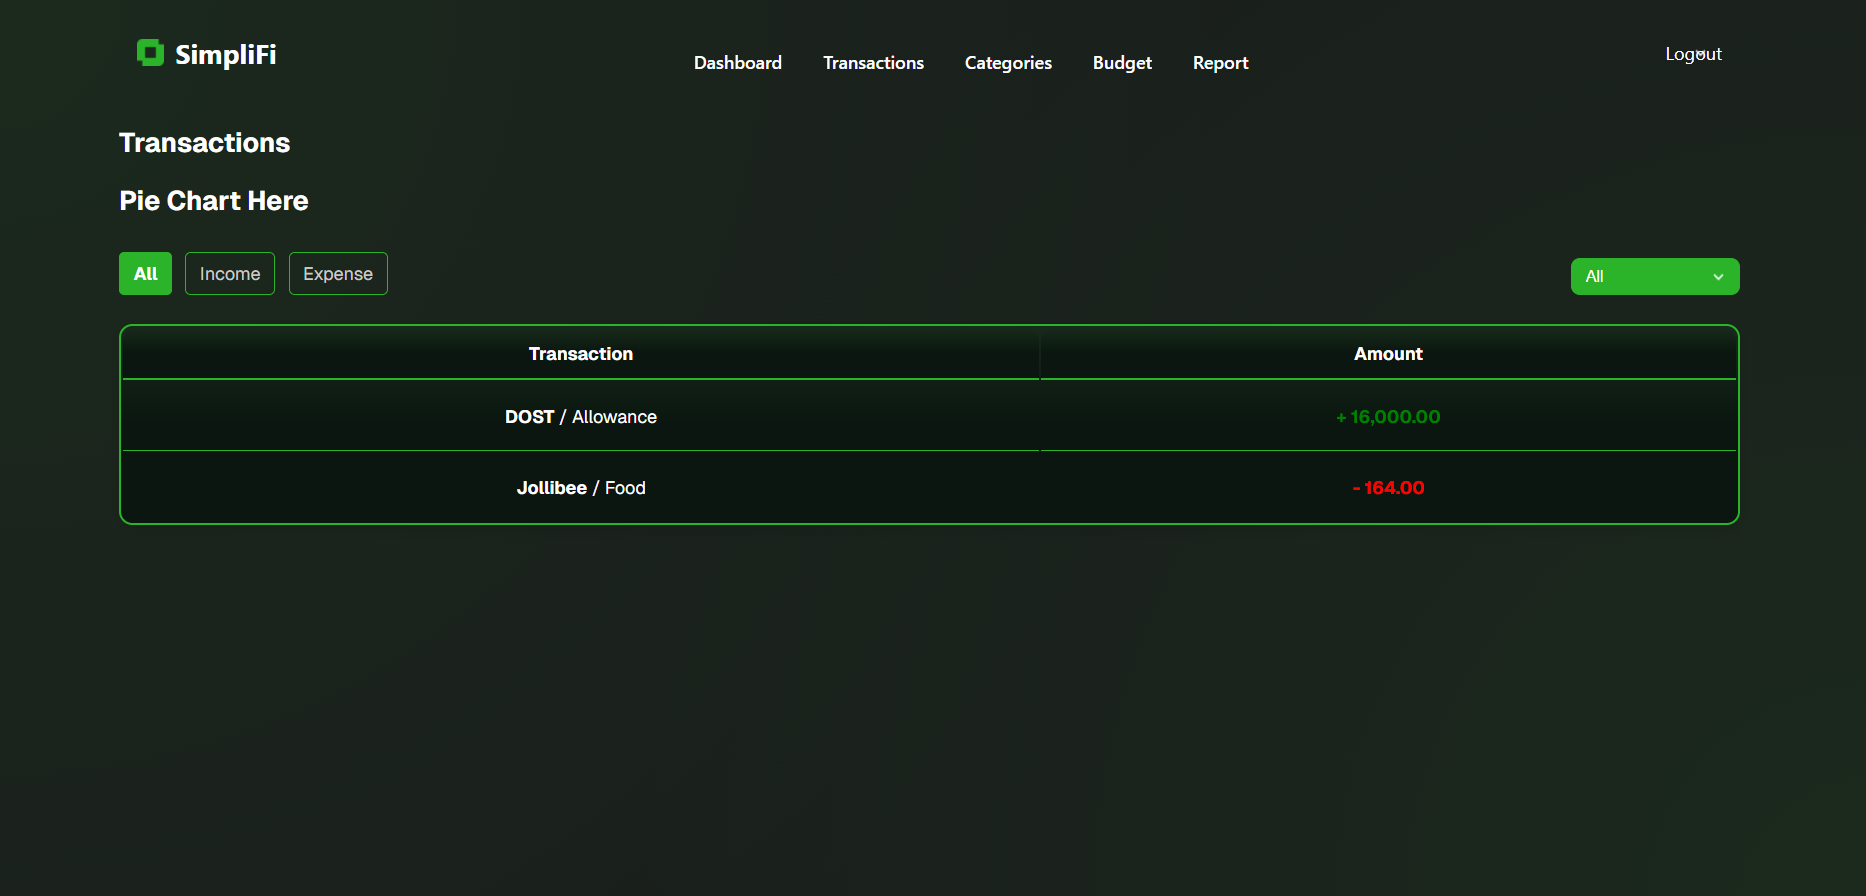 SimpliFi
Dashboard Transactions Categories Budget Report
Logout
Transactions
Pie Chart Here
All Income Expense
All
Transaction Amount
DOST / Allowance + 16,000.00
Jollibee / Food - 164.00